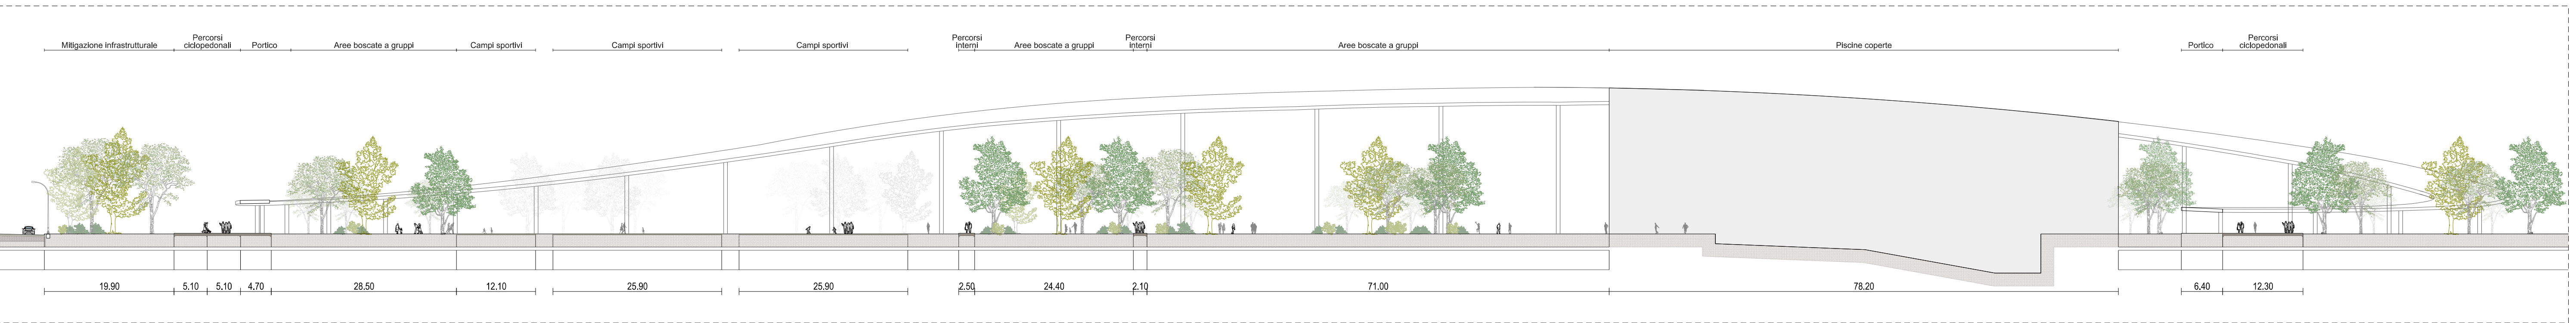 Mitigazione infrastrutturale
Percorsi
ciclopedonali
Portico
Aree boscate a gruppi
Campi sportivi
Campi sportivi
Campi sportivi
Percorsi
interni
Aree boscate a gruppi
Percorsi
interni
Aree boscate a gruppi
Piscine coperte
Portico
Percorsi
ciclopedonali
19.90
5.10
5.10
4.70
28.50
12.10
25.90
25.90
2.50
24.40
2.10
71.00
78.20
6.40
12.30